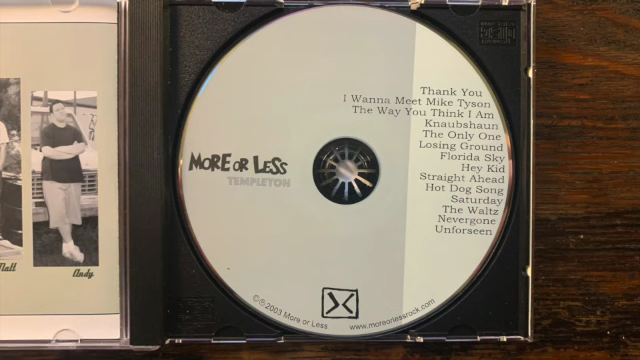 Thank You
I Wanna Meet Mike Tyson
The Way You Think I Am
Knaubshaun
The Only One
Losing Ground
Florida Sky
Hey Kid
Straight Ahead
Hot Dog Song
Saturday
The Waltz
Nevergone
Unforseen
MORE OR LESS
TEMPLETON
©℗ 2003 More or Less
www.moreorlessrock.com
Matt
Andy